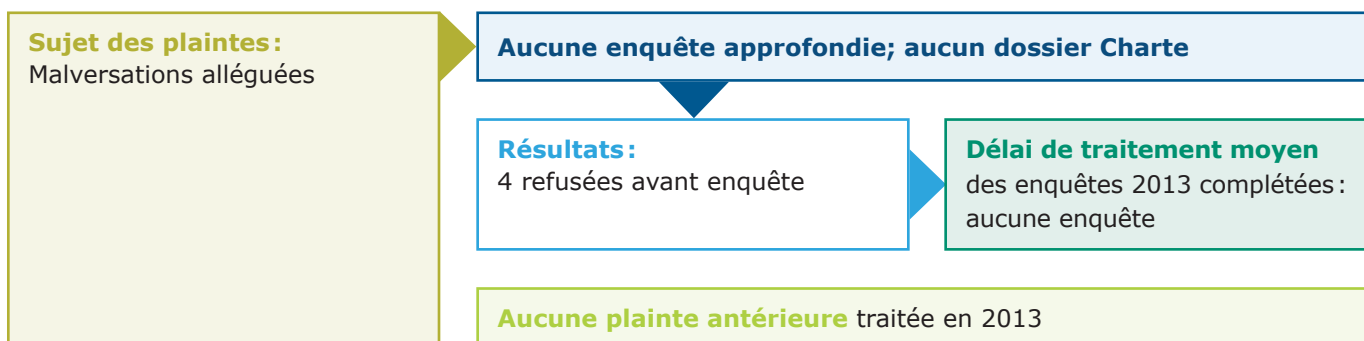 Sujet des plaintes :
Malversations alléguées
Aucune enquête approfondie; aucun dossier Charte
Résultats :
4 refusées avant enquête
Délai de traitement moyen
des enquêtes 2013 complétées :
aucune enquête
Aucune plainte antérieure traitée en 2013